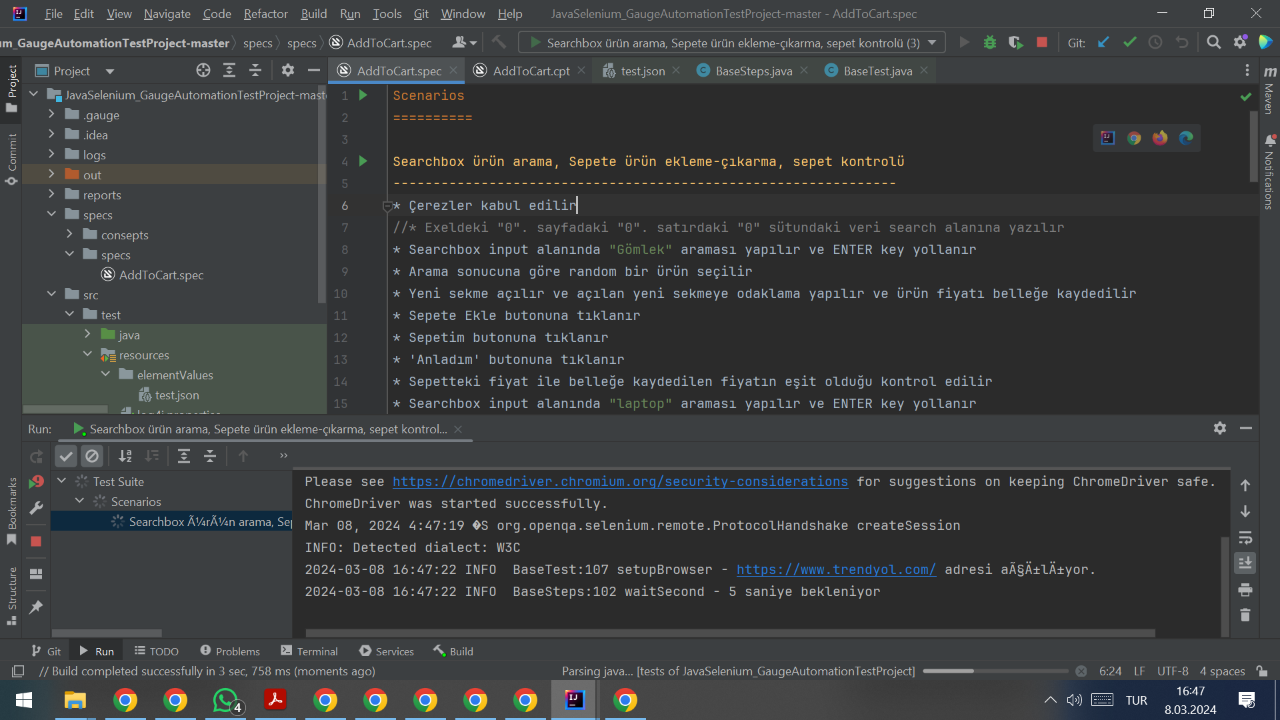 File Edit View Navigate Code Refactor Build Run Tools Git Window Help JavaSelenium_GaugeAutomationTestProject-master - AddToCart.spec
m_GaugeAutomationTestProject-master specs specs AddToCart.spec Searchbox ürün arama, Sepete ürün ekleme-çıkarma, sepet kontrolü (3) Git:
Project
Project
AddToCart.spec AddToCart.cpt test.json BaseSteps.java BaseTest.java
Maven
JavaSelenium_GaugeAutomationTestProject-mast
.gauge
.idea
logs
out
reports
specs
consepts
specs
AddToCart.spec
src
test
java
resources
elementValues
test.json
log4j.properties
Commit
1 Scenarios
2 ==========
3
4 Searchbox ürün arama, Sepete ürün ekleme-çıkarma, sepet kontrolü
5 ---------------------------------------------------------------
6 * Çerezler kabul edilir
7 //* Exeldeki "0". sayfadaki "0". satırdaki "0" sütundaki veri search alanına yazılır
8 * Searchbox input alanında "Gömlek" araması yapılır ve ENTER key yollanır
9 * Arama sonucuna göre random bir ürün seçilir
10 * Yeni sekme açılır ve açılan yeni sekmeye odaklama yapılır ve ürün fiyatı belleğe kaydedilir
11 * Sepete Ekle butonuna tıklanır
12 * Sepetim butonuna tıklanır
13 * 'Anladım' butonuna tıklanır
14 * Sepetteki fiyat ile belleğe kaydedilen fiyatın eşit olduğu kontrol edilir
15 * Searchbox input alanında "laptop" araması yapılır ve ENTER key yollanır
Notifications
Run: Searchbox ürün arama, Sepete ürün ekleme-çıkarma, sepet kontrol...
Test Suite
Scenarios
Searchbox Ã¼rÃ¼n arama, Sep
Please see https://chromedriver.chromium.org/security-considerations for suggestions on keeping ChromeDriver safe.
ChromeDriver was started successfully.
Mar 08, 2024 4:47:19 �S org.openqa.selenium.remote.ProtocolHandshake createSession
INFO: Detected dialect: W3C
2024-03-08 16:47:22 INFO BaseTest:107 setupBrowser - https://www.trendyol.com/ adresi aÃ§Ä±lÄ±yor.
2024-03-08 16:47:22 INFO BaseSteps:102 waitSecond - 5 saniye bekleniyor
Bookmarks
Structure
Git Run TODO Problems Terminal Services Build
// Build completed successfully in 3 sec, 758 ms (moments ago) Parsing java... [tests of JavaSelenium_GaugeAutomationTestProject] 6:24 LF UTF-8 4 spaces
4 TUR 16:47
8.03.2024